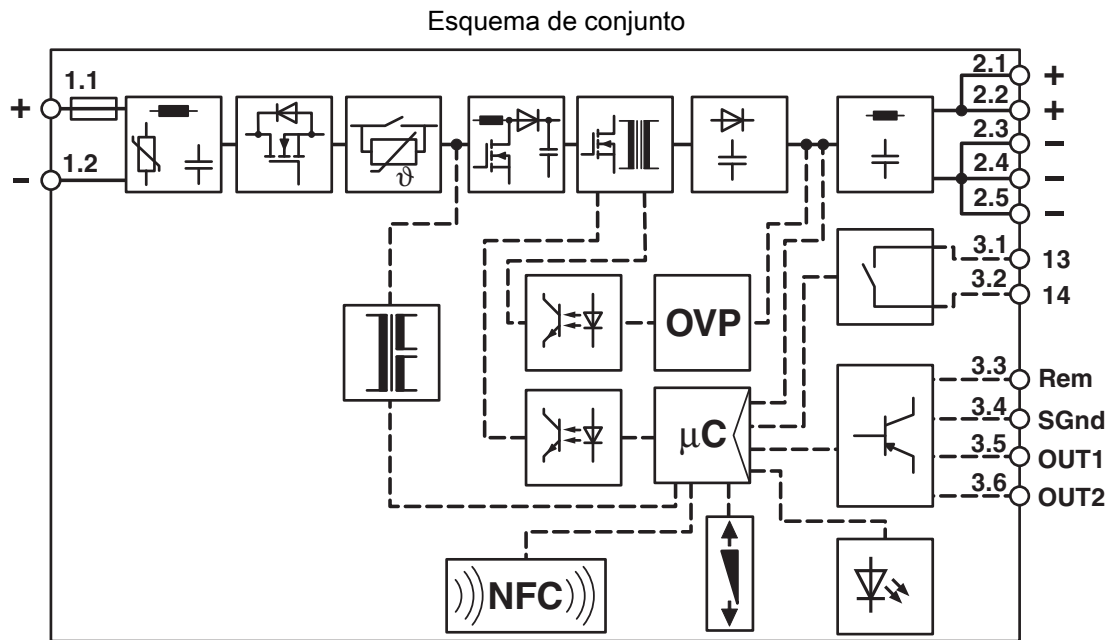 Esquema de conjunto
+ 1.1
− 1.2
ϑ
2.1 +
2.2 +
2.3 −
2.4 −
2.5 −
3.1 13
3.2 14
OVP
μC
3.3 Rem
3.4 SGnd
3.5 OUT1
3.6 OUT2
NFC